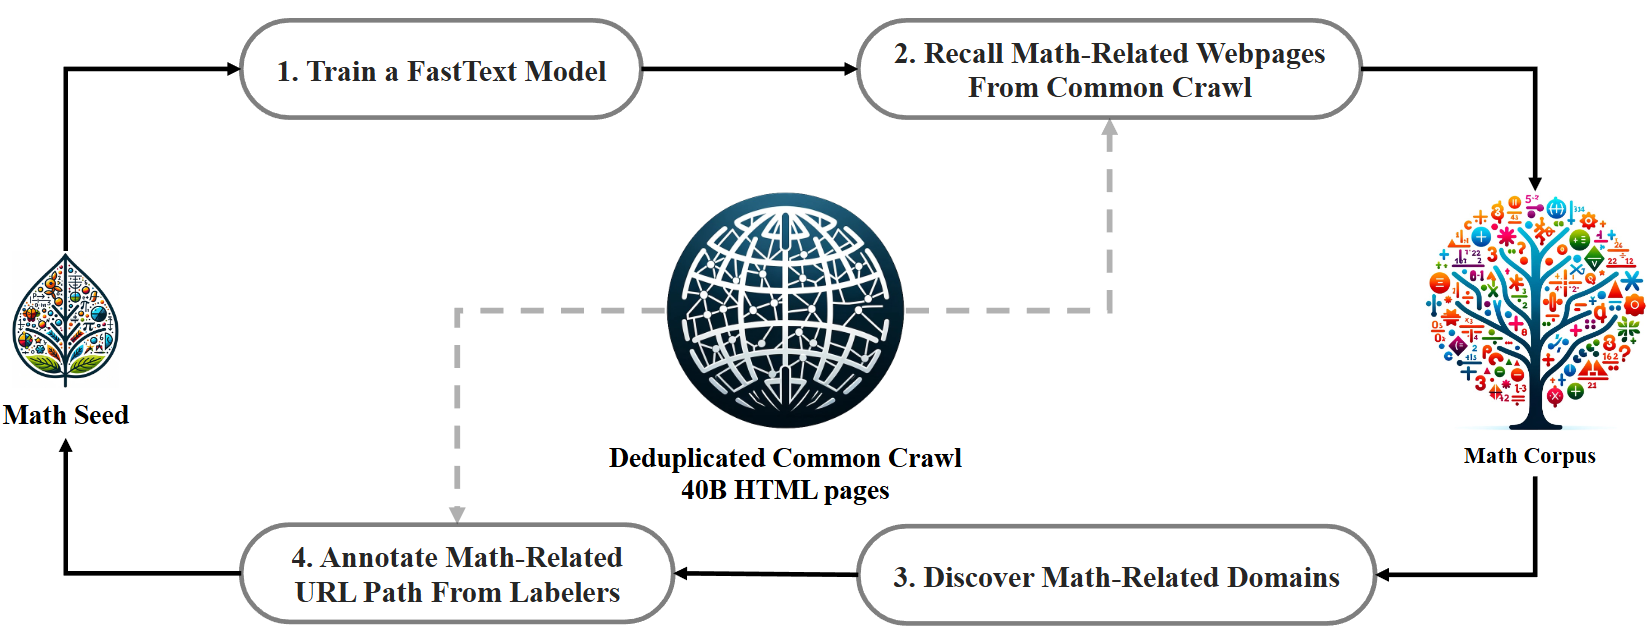 1. Train a FastText Model
2. Recall Math-Related Webpages
From Common Crawl
Math Seed
Deduplicated Common Crawl
40B HTML pages
Math Corpus
4. Annotate Math-Related
URL Path From Labelers
3. Discover Math-Related Domains